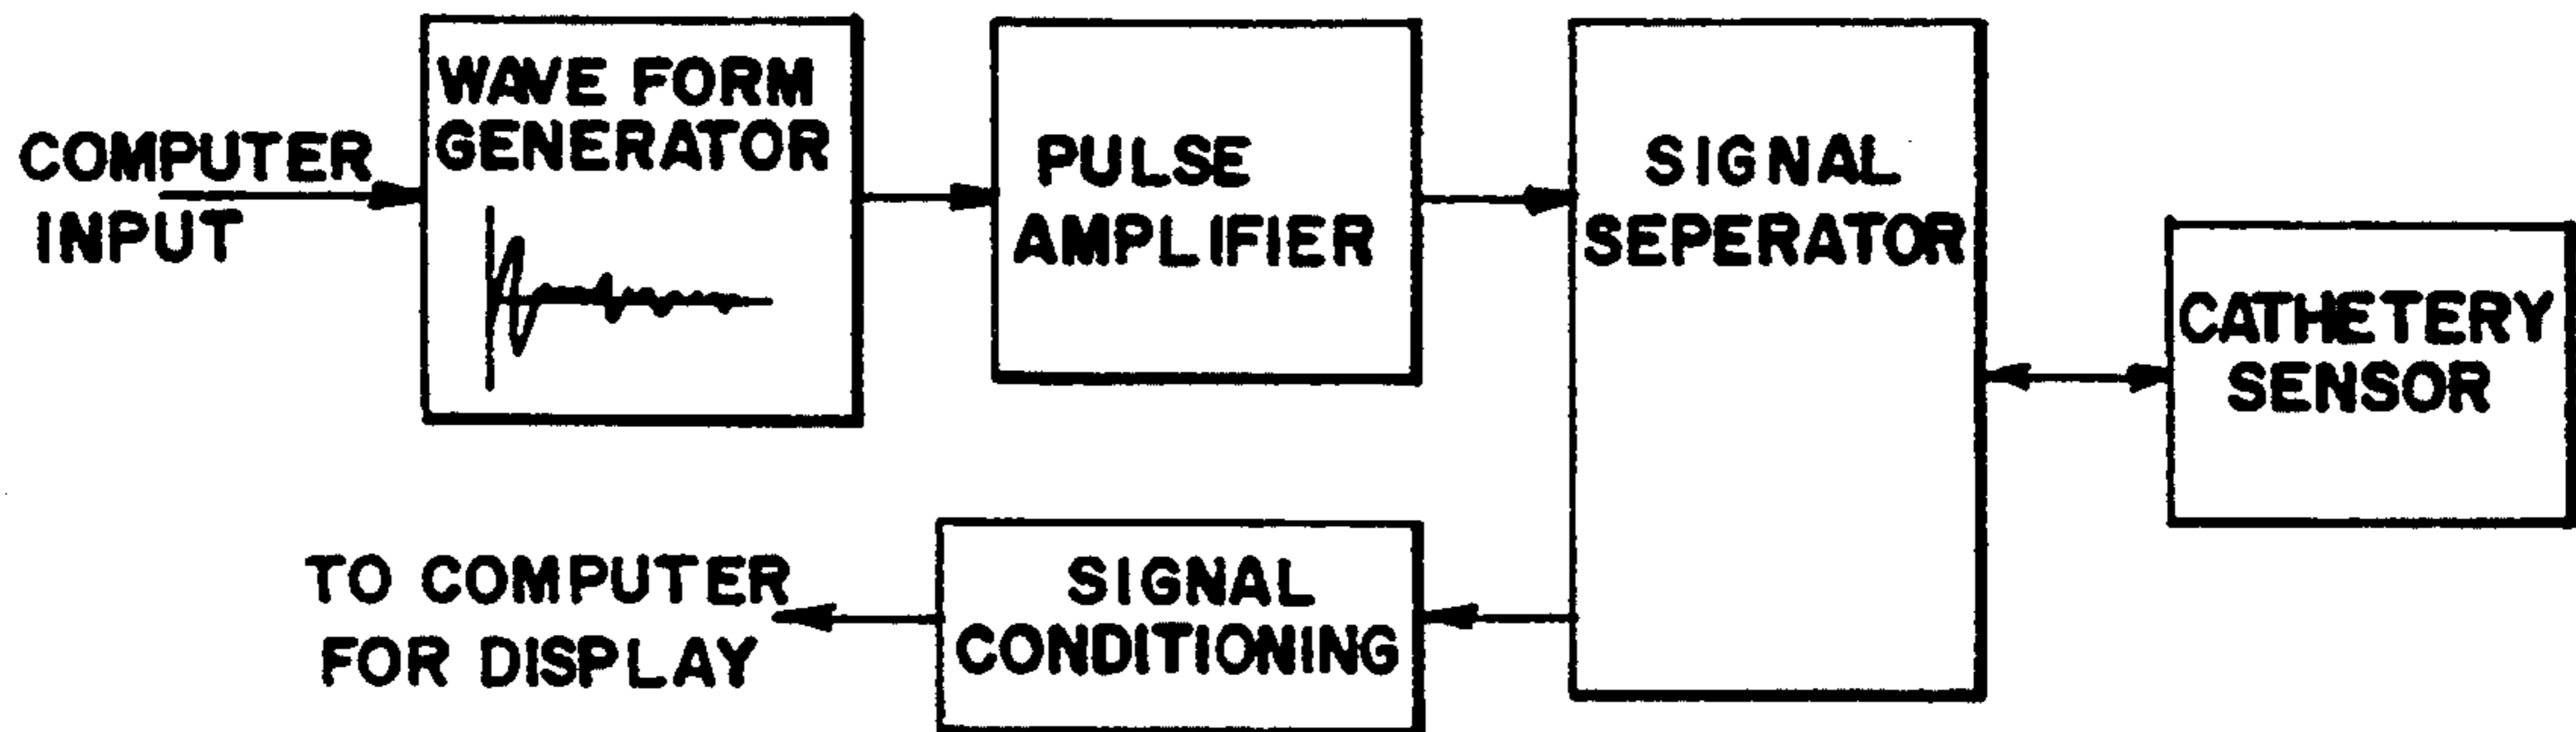 COMPUTER
INPUT
WAVE FORM
GENERATOR
PULSE
AMPLIFIER
SIGNAL
SEPERATOR
CATHETERY
SENSOR
SIGNAL
CONDITIONING
TO COMPUTER
FOR DISPLAY